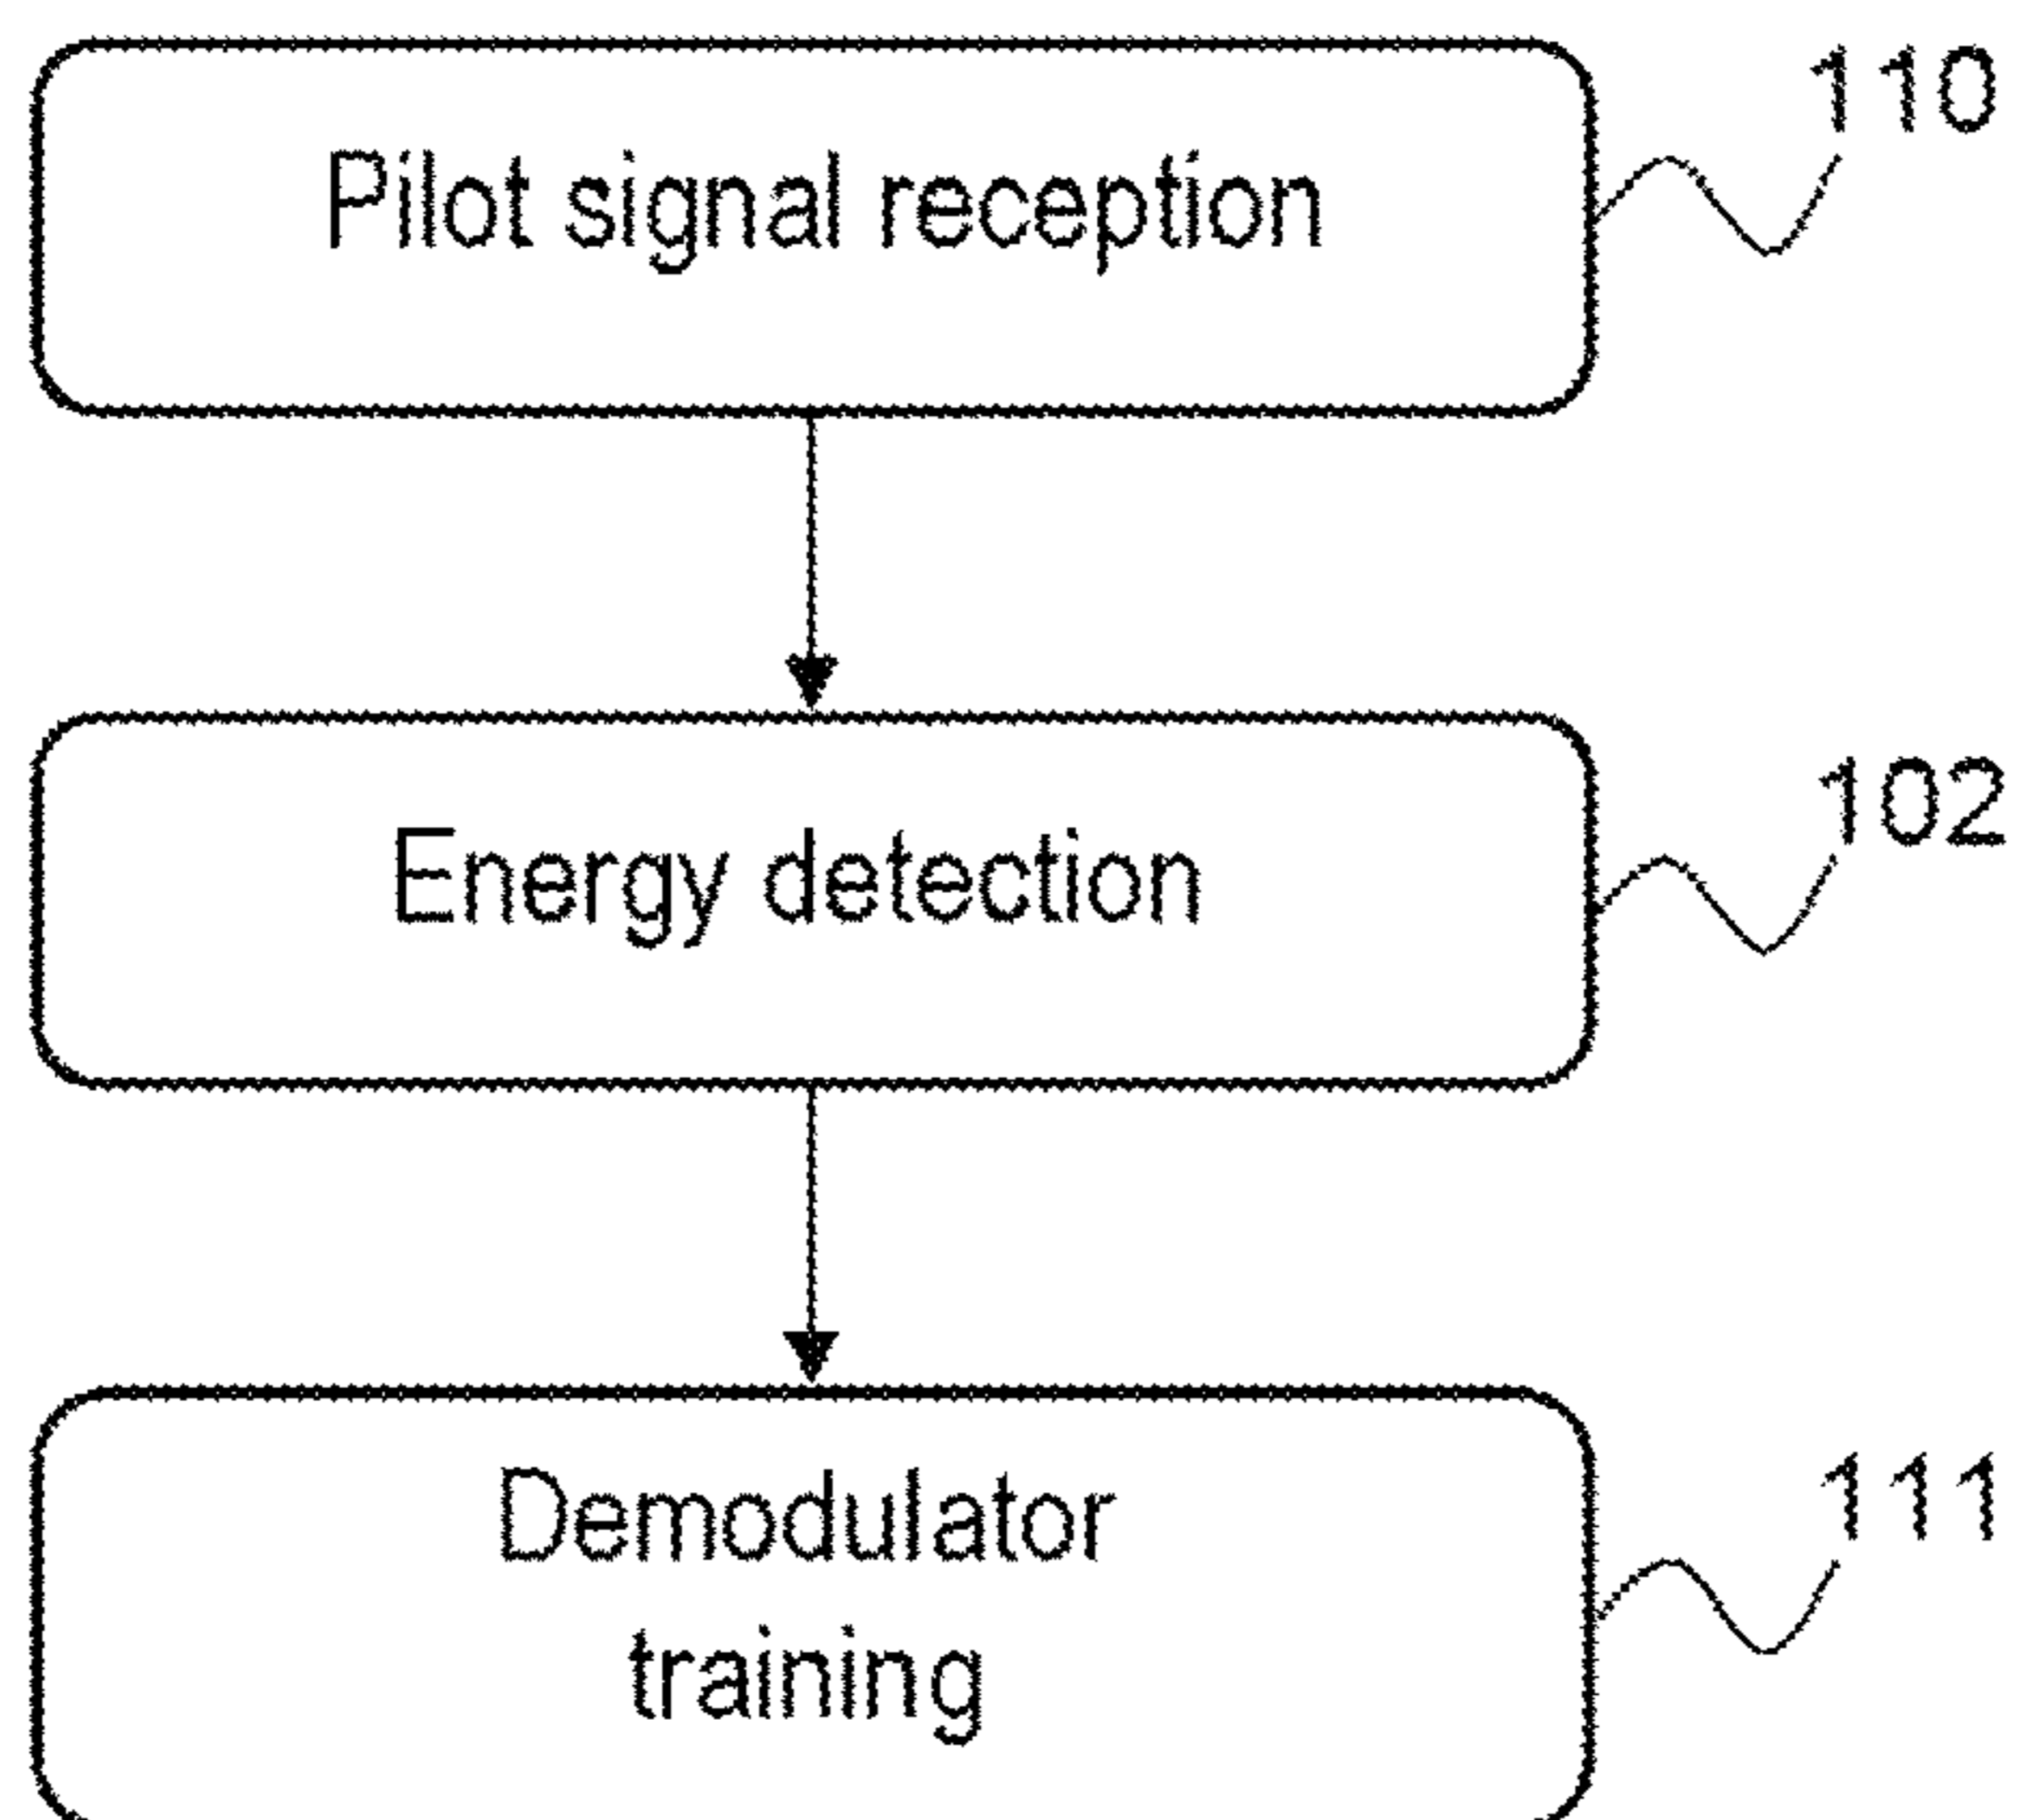 110
Pilot signal reception
102
Energy detection
111
Demodulator
training